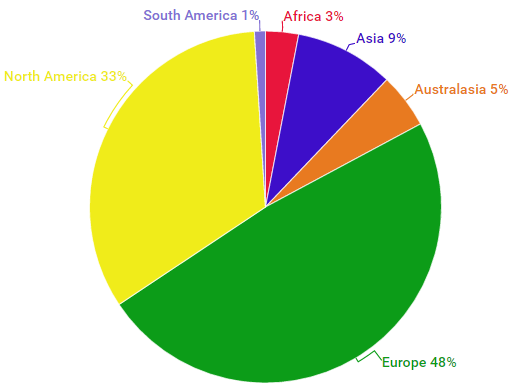 South America 1%
Africa 3%
Asia 9%
North America 33%
Australasia 5%
Europe 48%